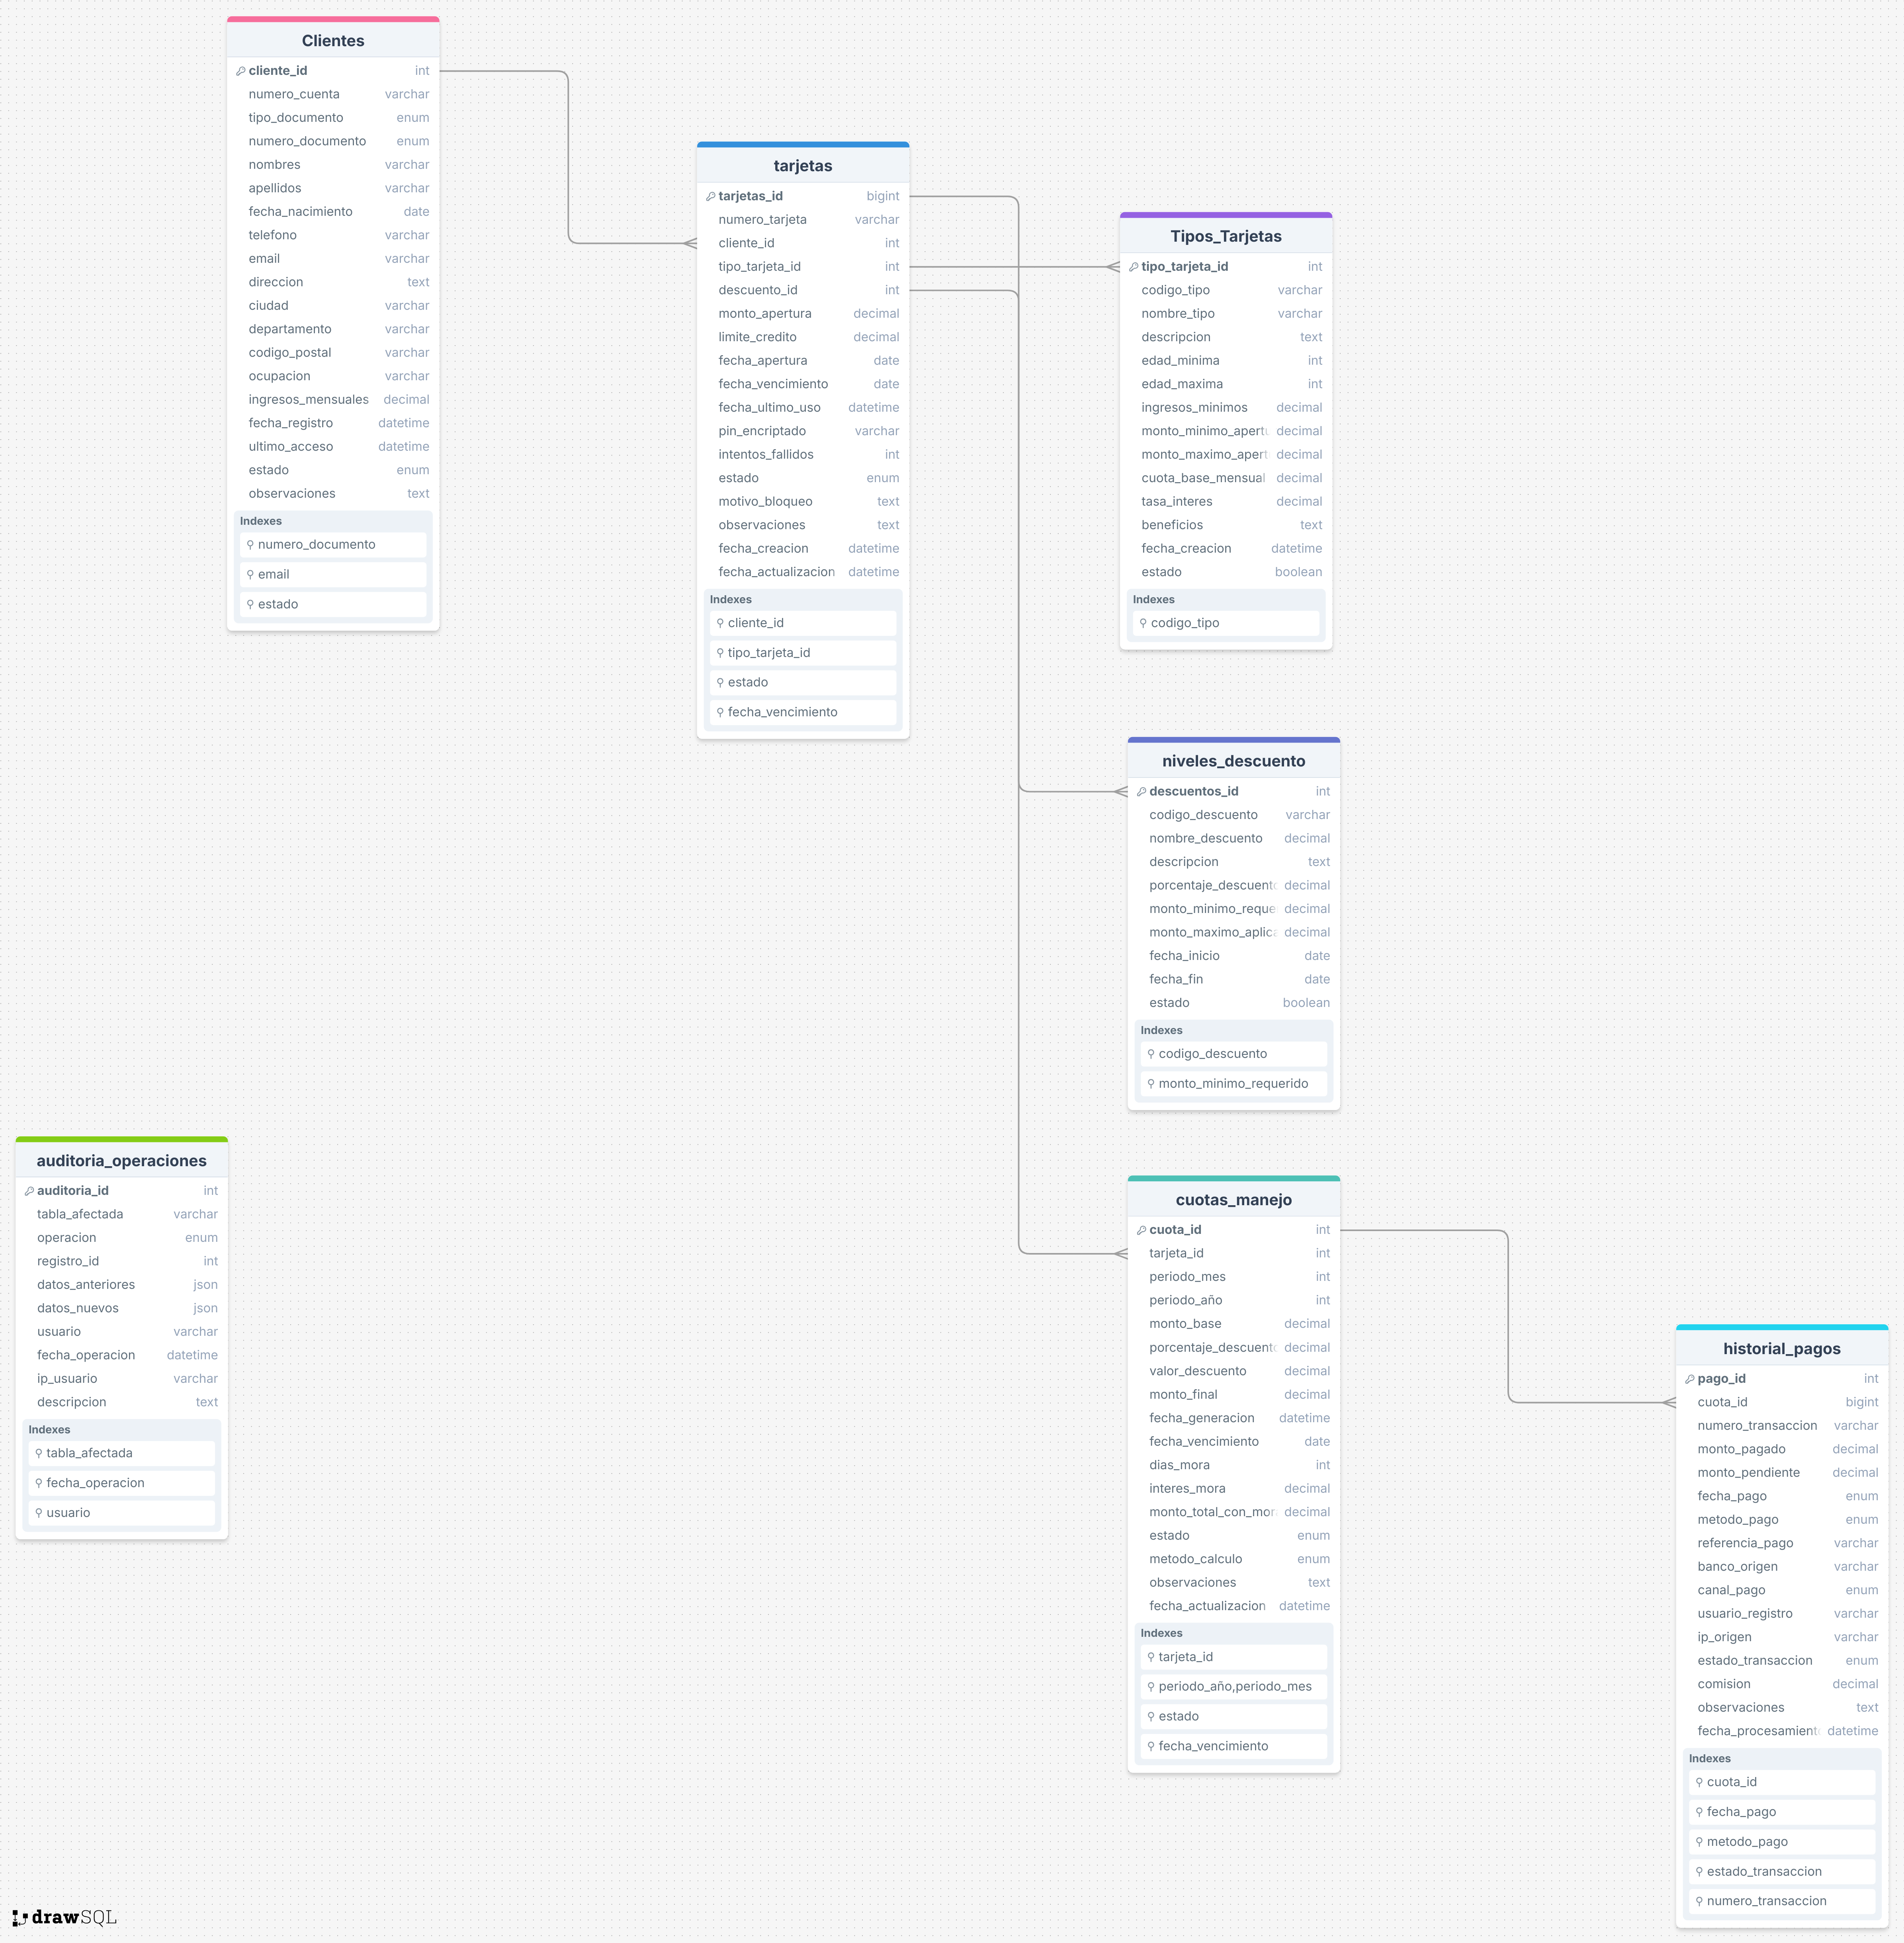 Clientes
cliente_id int
numero_cuenta varchar
tipo_documento enum
numero_documento enum
nombres varchar
apellidos varchar
fecha_nacimiento date
telefono varchar
email varchar
direccion text
ciudad varchar
departamento varchar
codigo_postal varchar
ocupacion varchar
ingresos_mensuales decimal
fecha_registro datetime
ultimo_acceso datetime
estado enum
observaciones text
Indexes
numero_documento
email
estado
tarjetas
tarjetas_id bigint
numero_tarjeta varchar
cliente_id int
tipo_tarjeta_id int
descuento_id int
monto_apertura decimal
limite_credito decimal
fecha_apertura date
fecha_vencimiento date
fecha_ultimo_uso datetime
pin_encriptado varchar
intentos_fallidos int
estado enum
motivo_bloqueo text
observaciones text
fecha_creacion datetime
fecha_actualizacion datetime
Indexes
cliente_id
tipo_tarjeta_id
estado
fecha_vencimiento
Tipos_Tarjetas
tipo_tarjeta_id int
codigo_tipo varchar
nombre_tipo varchar
descripcion text
edad_minima int
edad_maxima int
ingresos_minimos decimal
monto_minimo_apertu decimal
monto_maximo_apert decimal
cuota_base_mensual decimal
tasa_interes decimal
beneficios text
fecha_creacion datetime
estado boolean
Indexes
codigo_tipo
niveles_descuento
descuentos_id int
codigo_descuento varchar
nombre_descuento decimal
descripcion text
porcentaje_descuento decimal
monto_minimo_reque decimal
monto_maximo_aplica decimal
fecha_inicio date
fecha_fin date
estado boolean
Indexes
codigo_descuento
monto_minimo_requerido
auditoria_operaciones
auditoria_id int
tabla_afectada varchar
operacion enum
registro_id int
datos_anteriores json
datos_nuevos json
usuario varchar
fecha_operacion datetime
ip_usuario varchar
descripcion text
Indexes
tabla_afectada
fecha_operacion
usuario
cuotas_manejo
cuota_id int
tarjeta_id int
periodo_mes int
periodo_año int
monto_base decimal
porcentaje_descuento decimal
valor_descuento decimal
monto_final decimal
fecha_generacion datetime
fecha_vencimiento date
dias_mora int
interes_mora decimal
monto_total_con_mor decimal
estado enum
metodo_calculo enum
observaciones text
fecha_actualizacion datetime
Indexes
tarjeta_id
periodo_año,periodo_mes
estado
fecha_vencimiento
historial_pagos
pago_id int
cuota_id bigint
numero_transaccion varchar
monto_pagado decimal
monto_pendiente decimal
fecha_pago enum
metodo_pago enum
referencia_pago varchar
banco_origen varchar
canal_pago enum
usuario_registro varchar
ip_origen varchar
estado_transaccion enum
comision decimal
observaciones text
fecha_procesamient datetime
Indexes
cuota_id
fecha_pago
metodo_pago
estado_transaccion
numero_transaccion
drawSQL